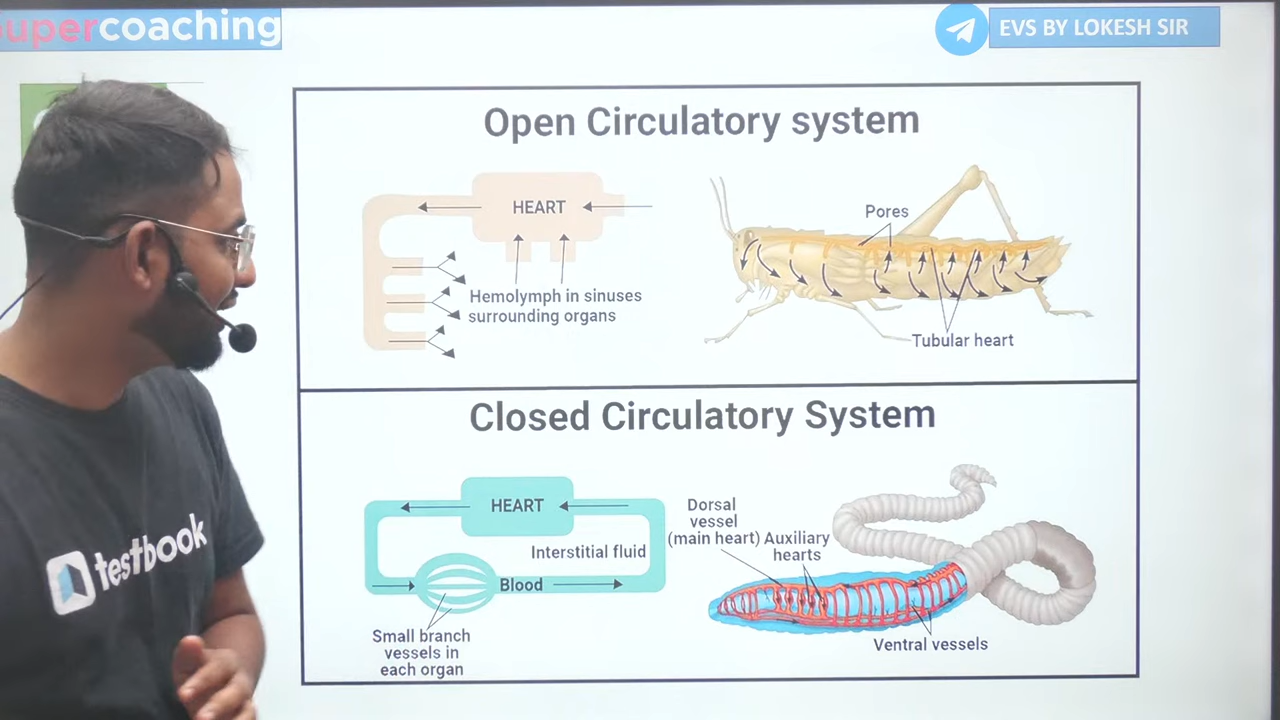 supercoaching
EVS BY LOKESH SIR
Open Circulatory system
HEART
Hemolymph in sinuses
surrounding organs
Pores
Tubular heart
Closed Circulatory System
HEART
Interstitial fluid
Blood
Small branch
vessels in
each organ
Dorsal
vessel
(main heart)
Auxiliary
hearts
Ventral vessels
testbook